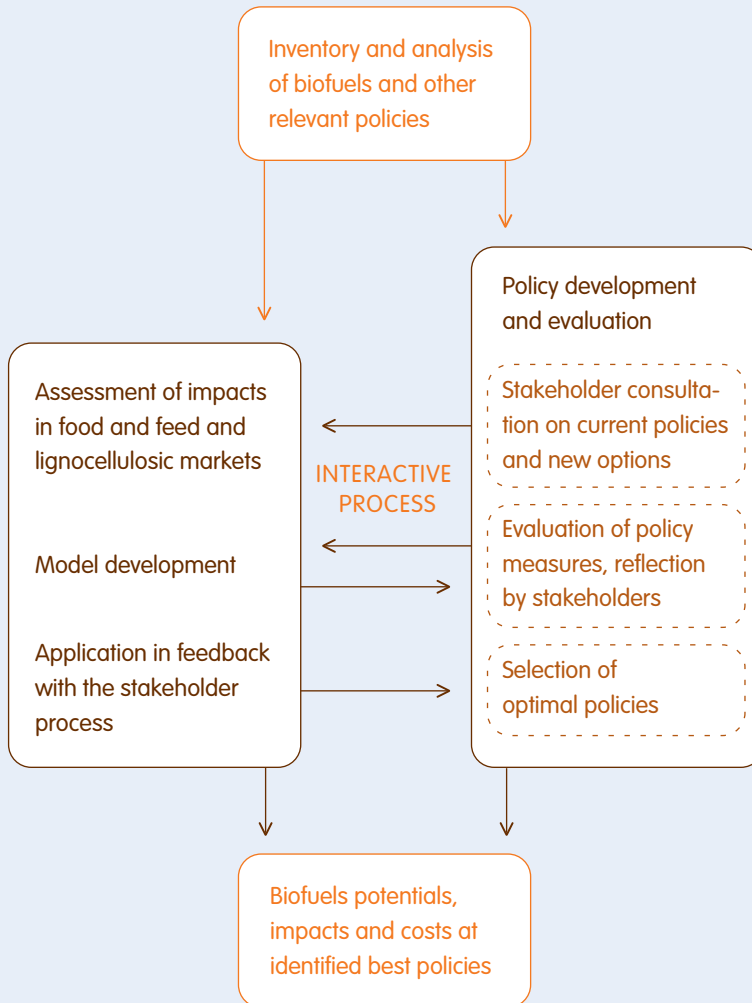 Inventory and analysis
of biofuels and other
relevant policies
Policy development
and evaluation
Stakeholder consulta-
tion on current policies
and new options
Evaluation of policy
measures, reflection
by stakeholders
Selection of
optimal policies
Assessment of impacts
in food and feed and
lignocellulosic markets
Model development
Application in feedback
with the stakeholder
process
INTERACTIVE
PROCESS
Biofuels potentials,
impacts and costs at
identified best policies